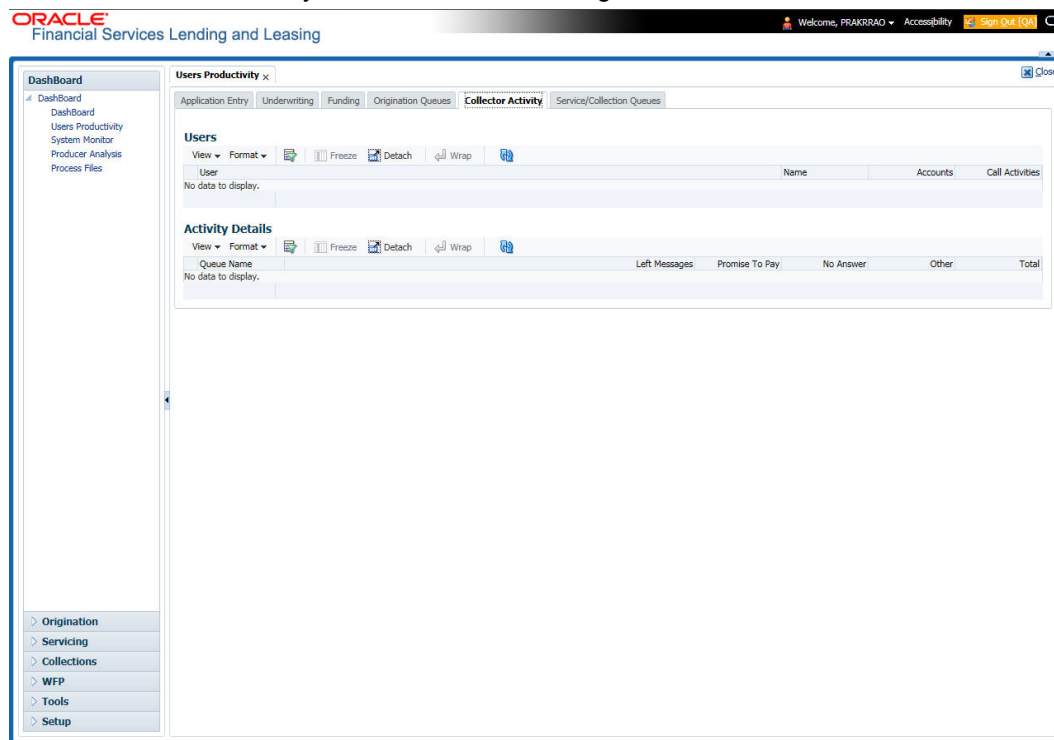 ORACLE
Financial Services Lending and Leasing
Welcome, PRAKRRAO Accessibility Sign Out [QA]
DashBoard
DashBoard
DashBoard
Users Productivity
System Monitor
Producer Analysis
Process Files
Users Productivity x
Close
Application Entry Underwriting Funding Origination Queues Collector Activity Service/Collection Queues
Users
View Format Freeze Detach Wrap
User Name Accounts Call Activities
No data to display.
Activity Details
View Format Freeze Detach Wrap
Queue Name Left Messages Promise To Pay No Answer Other Total
No data to display.
Origination
Servicing
Collections
WFP
Tools
Setup